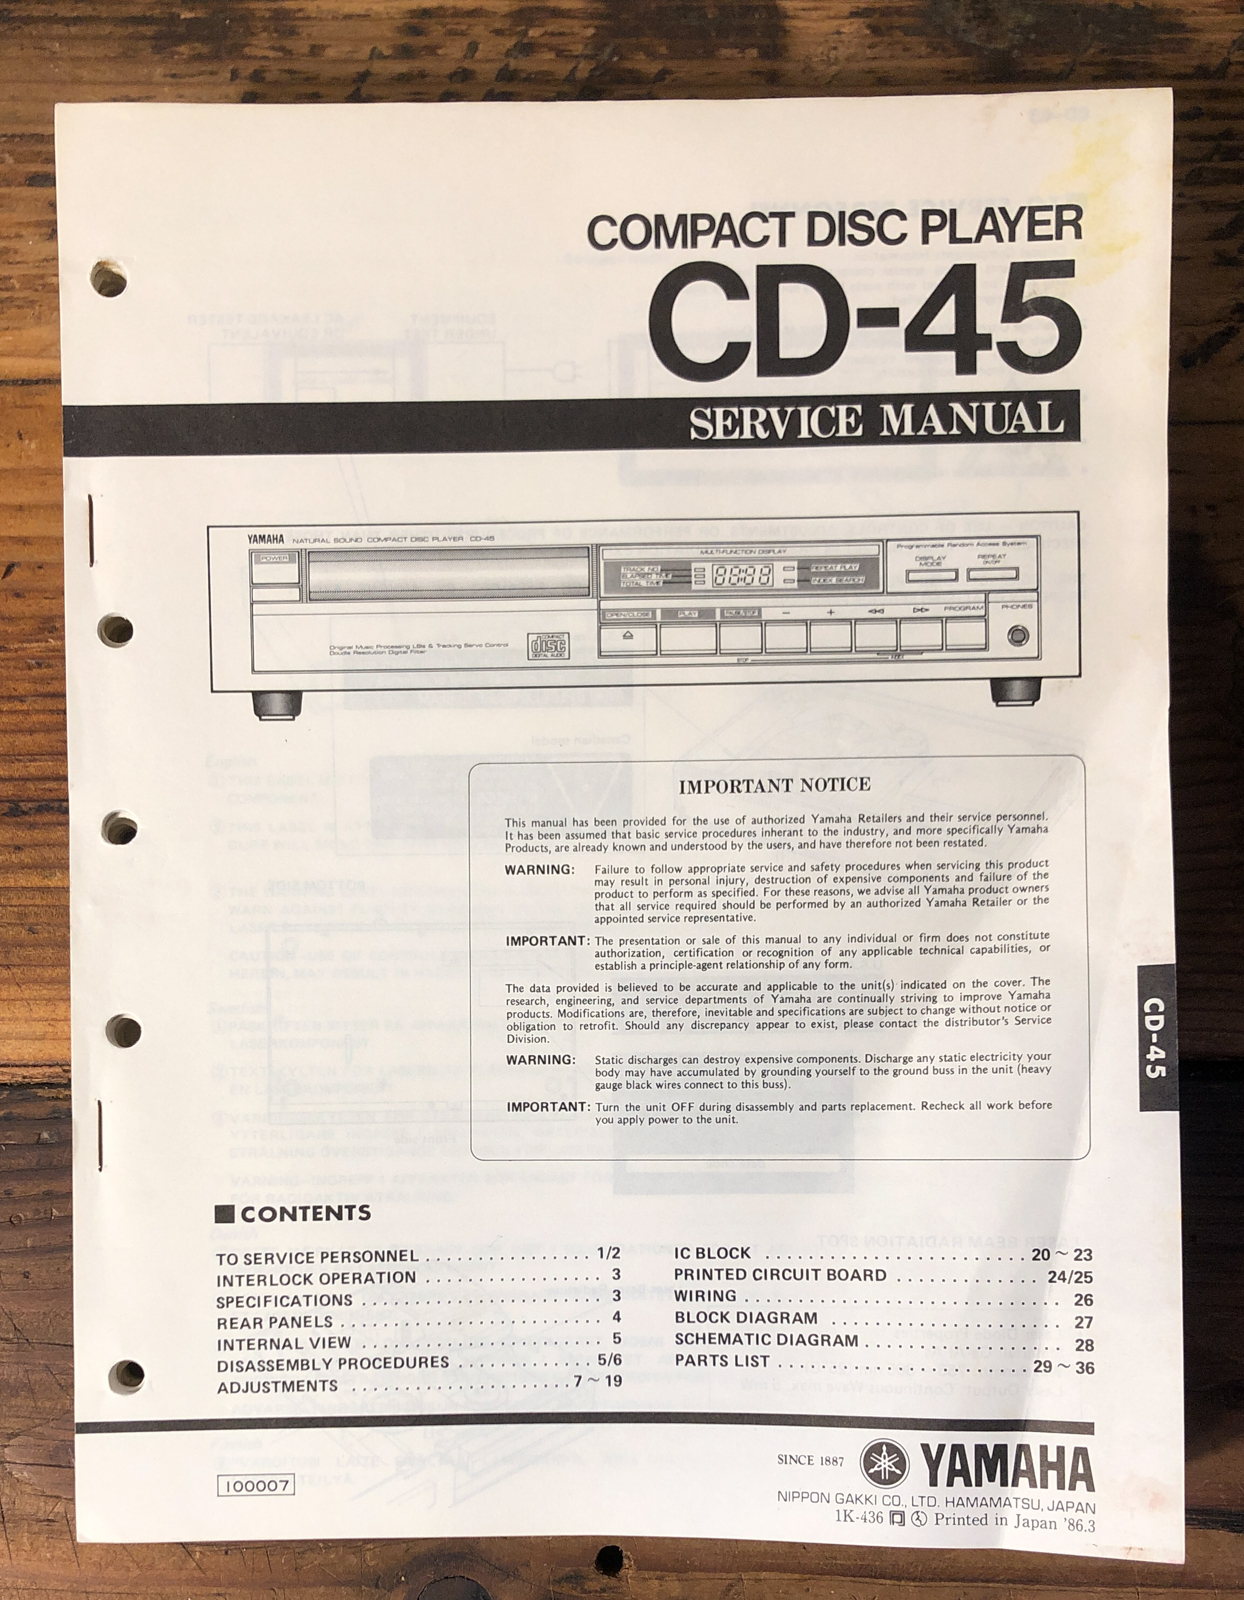 COMPACT DISC PLAYER
CD-45
SERVICE MANUAL
YAMAHA NATURAL SOUND COMPACT DISC PLAYER CD-45
POWER
MULTI-FUNCTION DISPLAY
TRACK NO.
ELAPSED TIME
TOTAL TIME
REPEAT PLAY
INDEX SEARCH
Programmable Random Access System
DISPLAY
MODE
REPEAT
ON/OFF
OPEN/CLOSE
PLAY
PAUSE/STOP
−
+
PROGRAM
PHONES
STOP
INDEX
Original Music Processing LSIs & Tracking Servo Control
Double Resolution Digital Filter
COMPACT
disc
DIGITAL AUDIO
IMPORTANT NOTICE
This manual has been provided for the use of authorized Yamaha Retailers and their service personnel.
It has been assumed that basic service procedures inherant to the industry, and more specifically Yamaha
Products, are already known and understood by the users, and have therefore not been restated.
WARNING: Failure to follow appropriate service and safety procedures when servicing this product
may result in personal injury, destruction of expensive components and failure of the
product to perform as specified. For these reasons, we advise all Yamaha product owners
that all service required should be performed by an authorized Yamaha Retailer or the
appointed service representative.
IMPORTANT: The presentation or sale of this manual to any individual or firm does not constitute
authorization, certification or recognition of any applicable technical capabilities, or
establish a principle-agent relationship of any form.
The data provided is believed to be accurate and applicable to the unit(s) indicated on the cover. The
research, engineering, and service departments of Yamaha are continually striving to improve Yamaha
products. Modifications are, therefore, inevitable and specifications are subject to change without notice or
obligation to retrofit. Should any discrepancy appear to exist, please contact the distributor's Service
Division.
WARNING: Static discharges can destroy expensive components. Discharge any static electricity your
body may have accumulated by grounding yourself to the ground buss in the unit (heavy
gauge black wires connect to this buss).
IMPORTANT: Turn the unit OFF during disassembly and parts replacement. Recheck all work before
you apply power to the unit.
CD-45
■ CONTENTS
TO SERVICE PERSONNEL . . . . . . . . . . . . . . 1/2
INTERLOCK OPERATION . . . . . . . . . . . . . . . 3
SPECIFICATIONS . . . . . . . . . . . . . . . . . . . . 3
REAR PANELS . . . . . . . . . . . . . . . . . . . . . . 4
INTERNAL VIEW . . . . . . . . . . . . . . . . . . . . . 5
DISASSEMBLY PROCEDURES . . . . . . . . . . . . 5/6
ADJUSTMENTS . . . . . . . . . . . . . . . . . . . 7 ~ 19
IC BLOCK . . . . . . . . . . . . . . . . . . . . . . 20 ~ 23
PRINTED CIRCUIT BOARD . . . . . . . . . . . . 24/25
WIRING . . . . . . . . . . . . . . . . . . . . . . . . . . 26
BLOCK DIAGRAM . . . . . . . . . . . . . . . . . . . 27
SCHEMATIC DIAGRAM . . . . . . . . . . . . . . . . 28
PARTS LIST . . . . . . . . . . . . . . . . . . . . . 29 ~ 36
100007
SINCE 1887 YAMAHA
NIPPON GAKKI CO., LTD. HAMAMATSU, JAPAN
1K-436 Printed in Japan '86.3